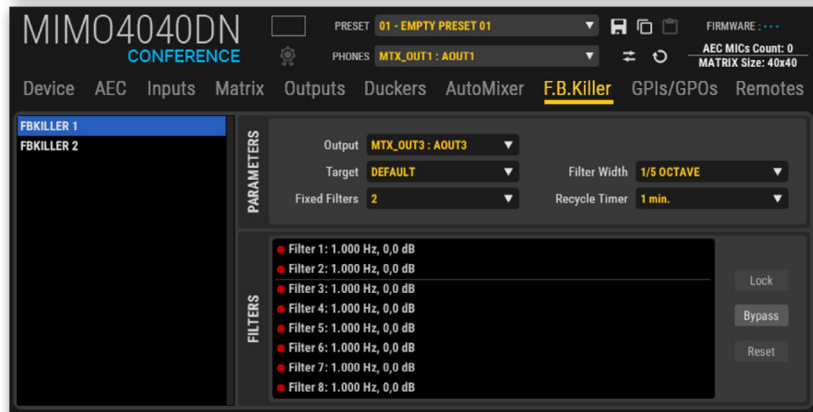 MIMO4040DN
CONFERENCE
PRESET 01 - EMPTY PRESET 01
FIRMWARE : - - -
PHONES MTX_OUT1 : AOUT1
AEC MICs Count: 0
MATRIX Size: 40x40
Device AEC Inputs Matrix Outputs Duckers AutoMixer F.B.Killer GPIs/GPOs Remotes
FBKILLER 1
FBKILLER 2
PARAMETERS
Output MTX_OUT3 : AOUT3
Target DEFAULT
Filter Width 1/5 OCTAVE
Fixed Filters 2
Recycle Timer 1 min.
FILTERS
Filter 1: 1.000 Hz, 0,0 dB
Filter 2: 1.000 Hz, 0,0 dB
Filter 3: 1.000 Hz, 0,0 dB
Filter 4: 1.000 Hz, 0,0 dB
Filter 5: 1.000 Hz, 0,0 dB
Filter 6: 1.000 Hz, 0,0 dB
Filter 7: 1.000 Hz, 0,0 dB
Filter 8: 1.000 Hz, 0,0 dB
Lock
Bypass
Reset